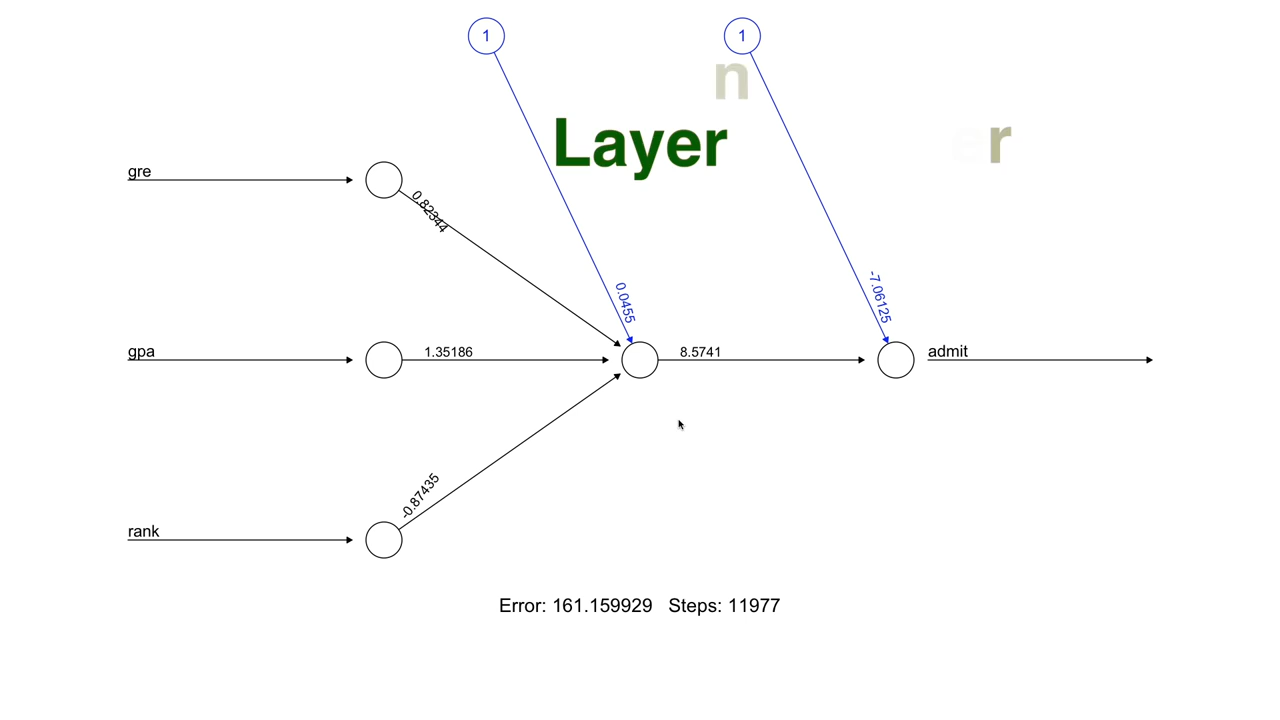 1
1
n
Layer
r
gre
0.82344
0.0455
-7.06125
gpa
1.35186
8.5741
admit
-0.87435
rank
Error: 161.159929 Steps: 11977